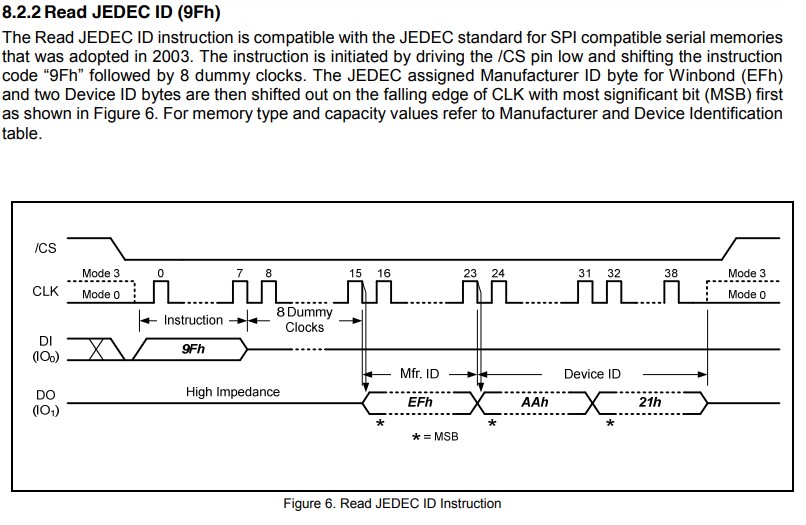 8.2.2 Read JEDEC ID (9Fh)
The Read JEDEC ID instruction is compatible with the JEDEC standard for SPI compatible serial memories
that was adopted in 2003. The instruction is initiated by driving the /CS pin low and shifting the instruction
code “9Fh” followed by 8 dummy clocks. The JEDEC assigned Manufacturer ID byte for Winbond (EFh)
and two Device ID bytes are then shifted out on the falling edge of CLK with most significant bit (MSB) first
as shown in Figure 6. For memory type and capacity values refer to Manufacturer and Device Identification
table.
/CS
Mode 3 0 7 8 15 16 23 24 31 32 38 Mode 3
CLK
Mode 0 Mode 0
Instruction 8 Dummy
Clocks
DI
(IO0)
9Fh
Mfr. ID Device ID
DO
(IO1)
High Impedance
EFh AAh 21h
* * *
* = MSB
Figure 6. Read JEDEC ID Instruction